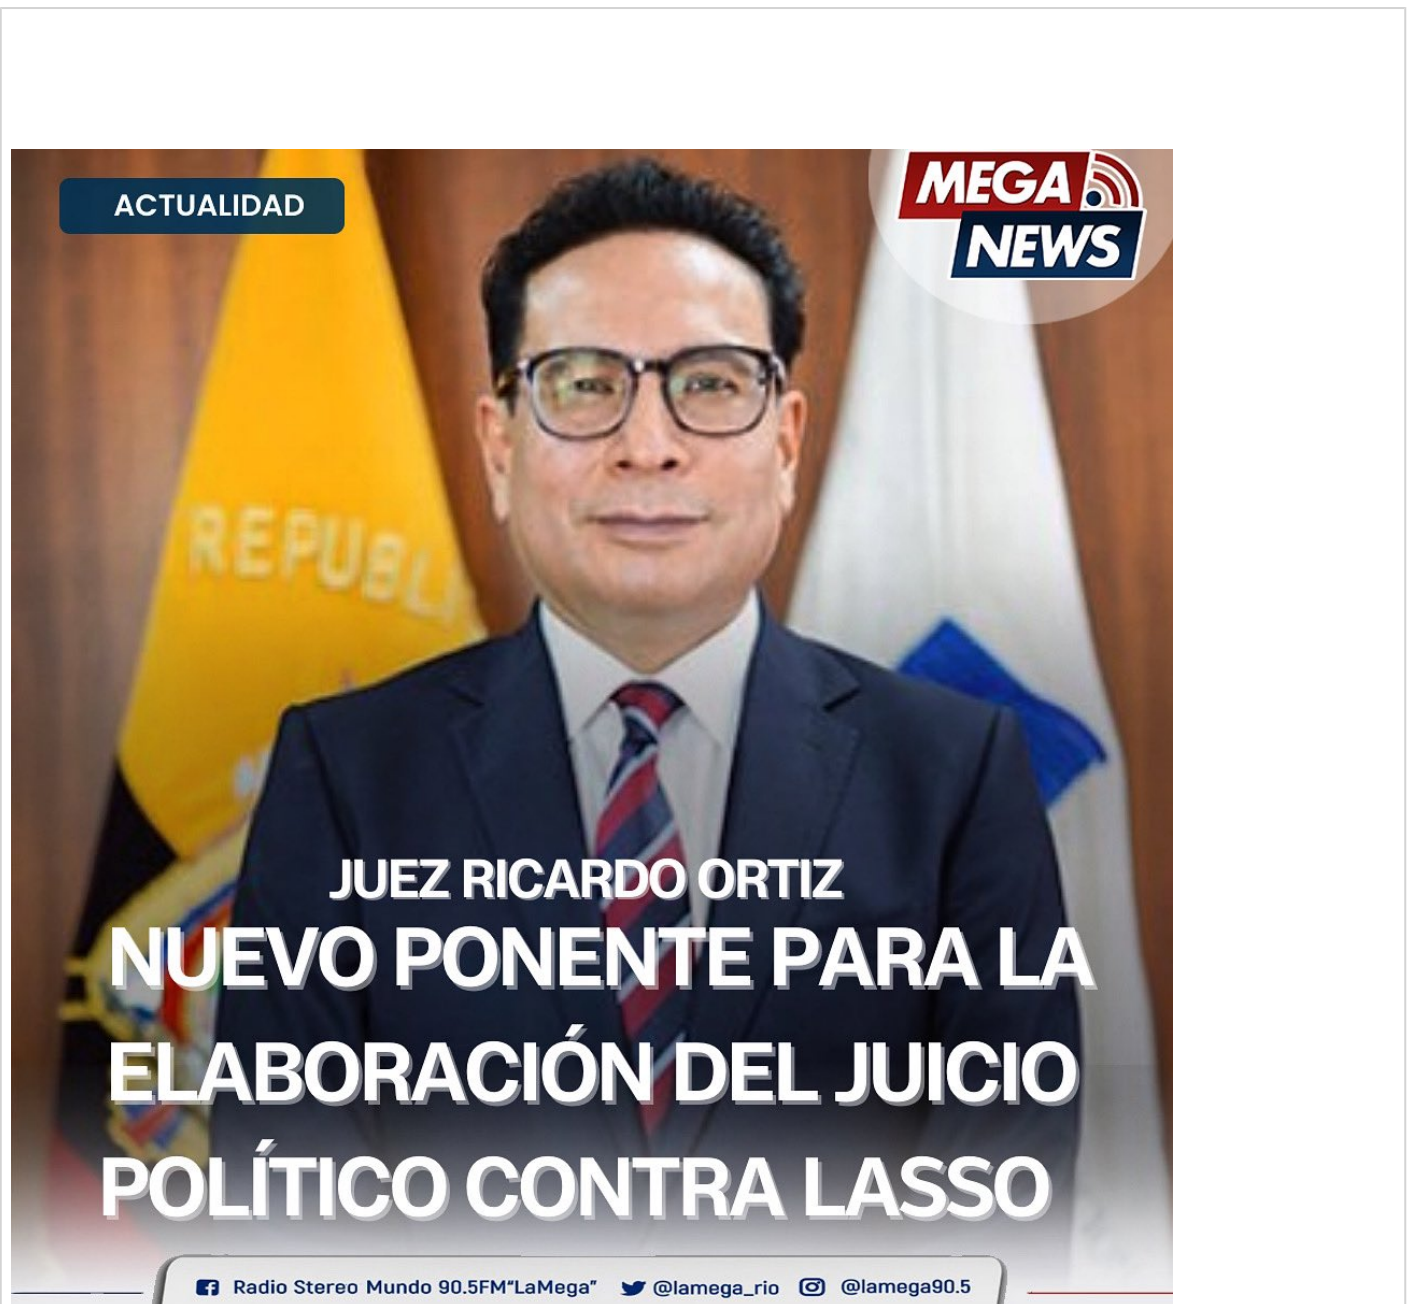 ACTUALIDAD
MEGA
NEWS
REPUBLI
JUEZ RICARDO ORTIZ
NUEVO PONENTE PARA LA
ELABORACIÓN DEL JUICIO
POLÍTICO CONTRA LASSO
Radio Stereo Mundo 90.5FM"LaMega" @lamega_rio @lamega90.5